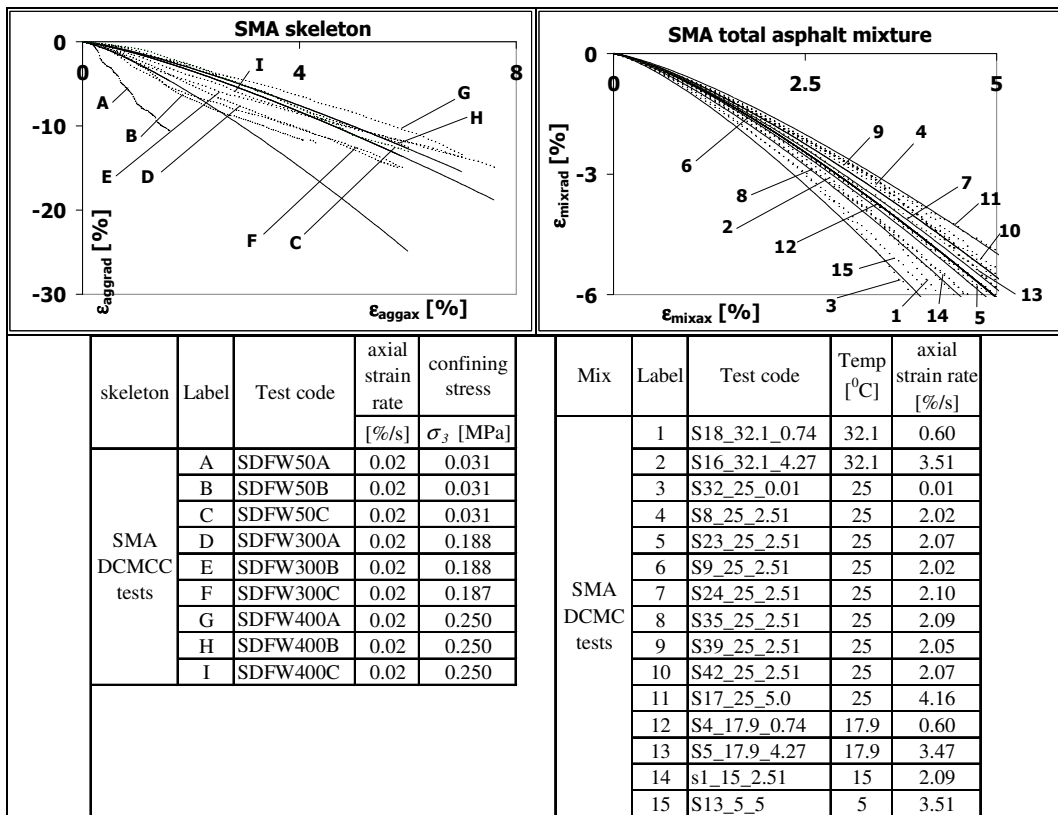 SMA skeleton
0
0
4
8
-10
-20
-30
A
B
E
D
I
G
H
F
C
εaggrad [%]
εaggax [%]
SMA total asphalt mixture
0
0
2.5
5
-3
-6
6
8
2
12
15
3
9
4
7
11
10
13
1
14
5
εmixrad [%]
εmixax [%]
skeleton Label Test code axial strain rate confining stress
[%/s] σ3 [MPa]
SMA DCMCC tests
A SDFW50A 0.02 0.031
B SDFW50B 0.02 0.031
C SDFW50C 0.02 0.031
D SDFW300A 0.02 0.188
E SDFW300B 0.02 0.188
F SDFW300C 0.02 0.187
G SDFW400A 0.02 0.250
H SDFW400B 0.02 0.250
I SDFW400C 0.02 0.250
Mix Label Test code Temp [⁰C] axial strain rate [%/s]
SMA DCMC tests
1 S18_32.1_0.74 32.1 0.60
2 S16_32.1_4.27 32.1 3.51
3 S32_25_0.01 25 0.01
4 S8_25_2.51 25 2.02
5 S23_25_2.51 25 2.07
6 S9_25_2.51 25 2.02
7 S24_25_2.51 25 2.10
8 S35_25_2.51 25 2.09
9 S39_25_2.51 25 2.05
10 S42_25_2.51 25 2.07
11 S17_25_5.0 25 4.16
12 S4_17.9_0.74 17.9 0.60
13 S5_17.9_4.27 17.9 3.47
14 s1_15_2.51 15 2.09
15 S13_5_5 5 3.51